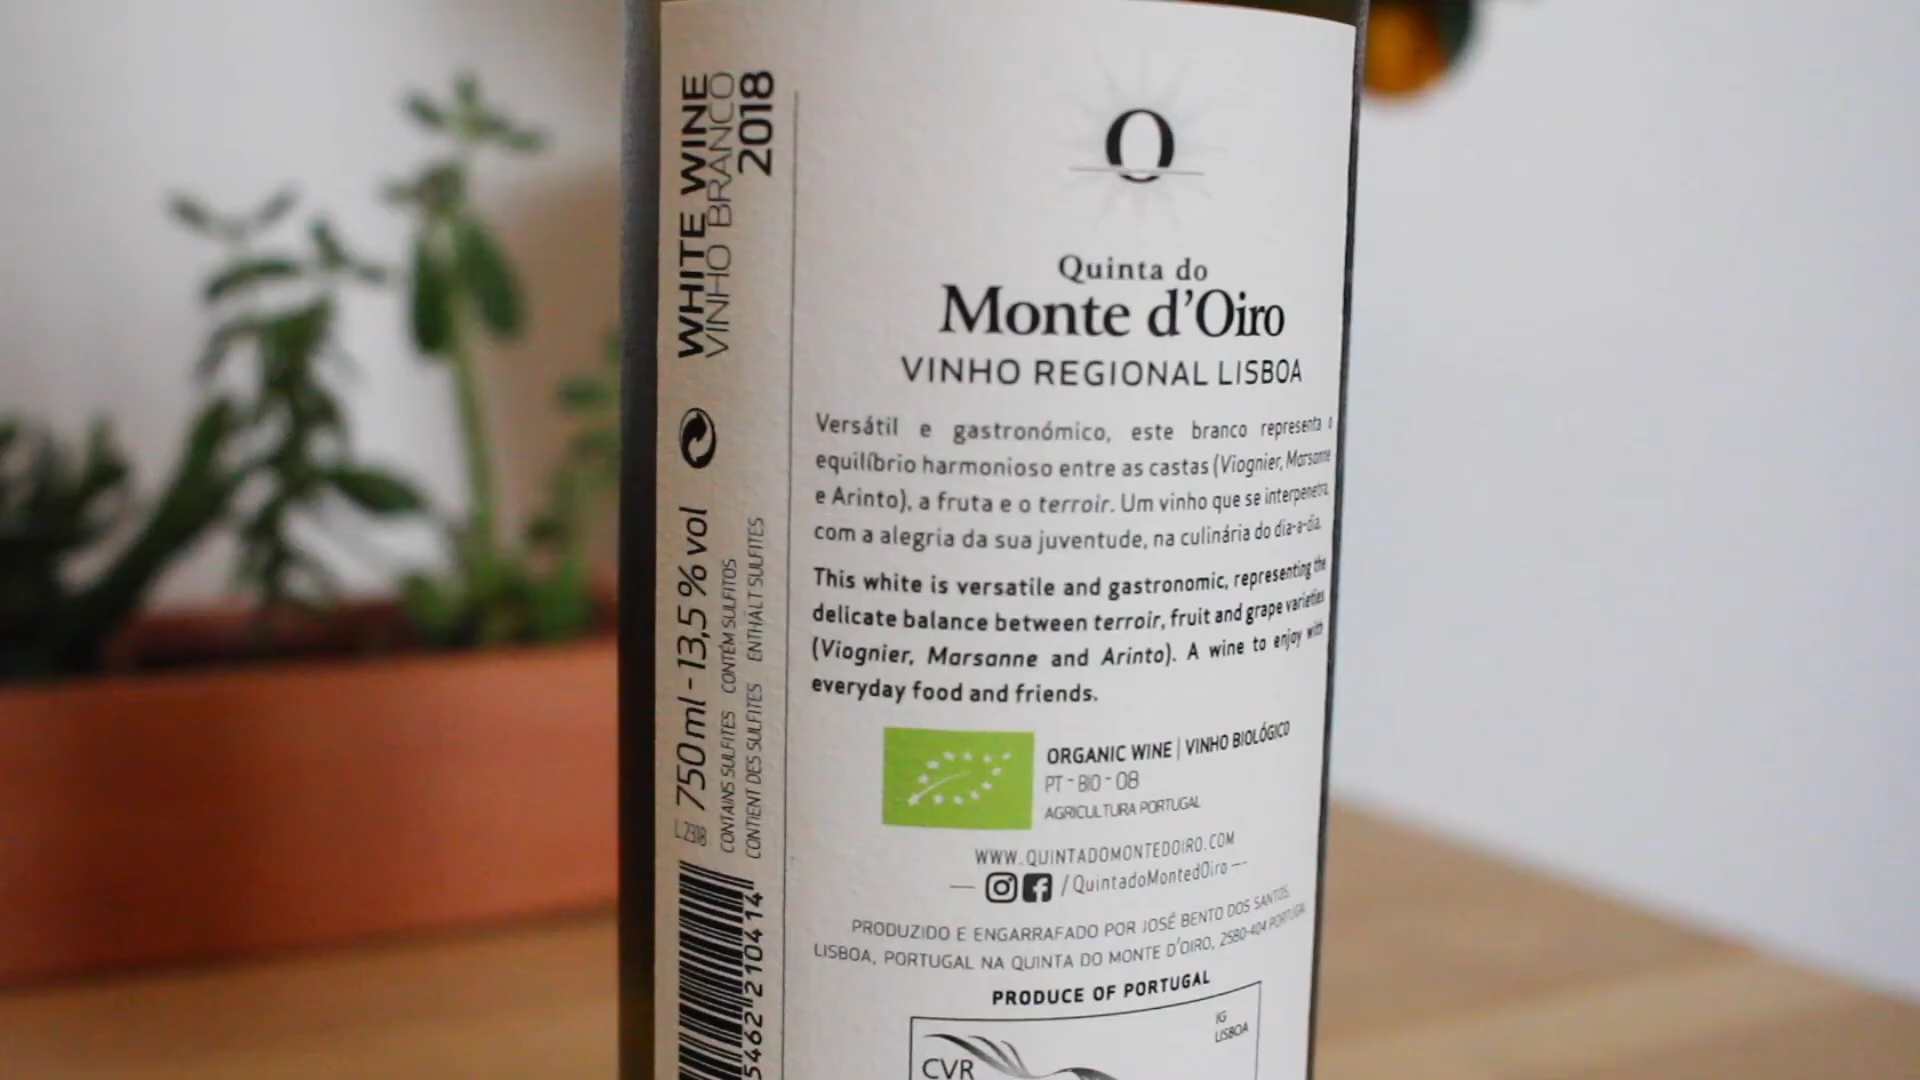 WHITE WINE
VINHO BRANCO
2018
750 ml - 13,5 % vol
L 2318
CONTAINS SULFITES CONTÉM SULFITOS
CONTIENT DES SULFITES ENTHÄLT SULFITES
5462 210414
O
Quinta do
Monte d'Oiro
VINHO REGIONAL LISBOA
Versátil e gastronómico, este branco representa o
equilíbrio harmonioso entre as castas (Viognier, Marsanne
e Arinto), a fruta e o terroir. Um vinho que se interpenetra,
com a alegria da sua juventude, na culinária do dia-a-dia.
This white is versatile and gastronomic, representing the
delicate balance between terroir, fruit and grape varieties
(Viognier, Marsanne and Arinto). A wine to enjoy with
everyday food and friends.
ORGANIC WINE | VINHO BIOLÓGICO
PT - BIO - 08
AGRICULTURA PORTUGAL
WWW.QUINTADOMONTEDOIRO.COM
/QuintadoMontedOiro
PRODUZIDO E ENGARRAFADO POR JOSÉ BENTO DOS SANTOS,
LISBOA, PORTUGAL NA QUINTA DO MONTE D'OIRO, 2580-404 PORTUGAL
PRODUCE OF PORTUGAL
IG
LISBOA
CVR